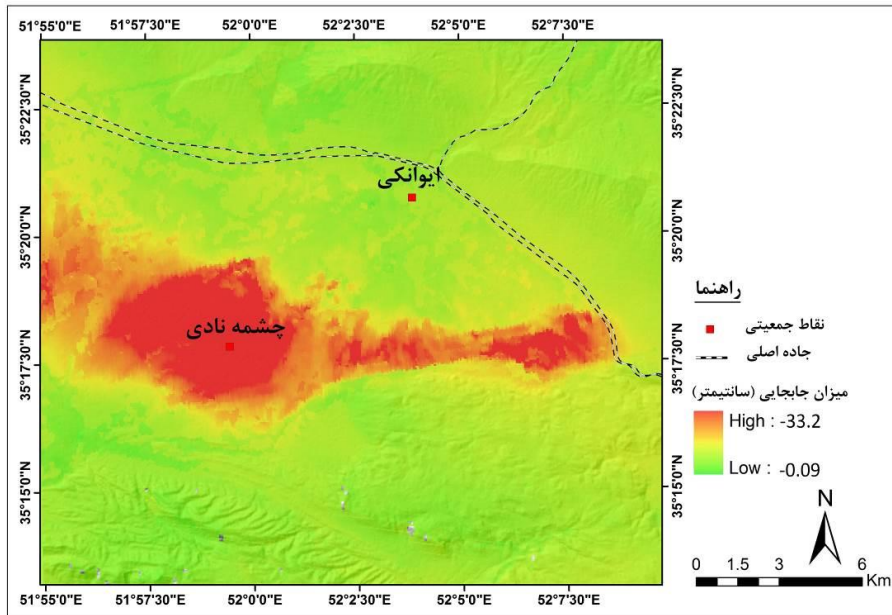 51°55'0"E 51°57'30"E 52°0'0"E 52°2'30"E 52°5'0"E 52°7'30"E
35°22'30"N
35°20'0"N
35°17'30"N
35°15'0"N
ایوانکی
چشمه نادی
35°22'30"N
35°20'0"N
35°17'30"N
35°15'0"N
51°55'0"E 51°57'30"E 52°0'0"E 52°2'30"E 52°5'0"E 52°7'30"E
راهنما
نقاط جمعیتی
جاده اصلی
میزان جابجایی (سانتیمتر)
High : -33.2
Low : -0.09
N
0 1.5 3 6
Km